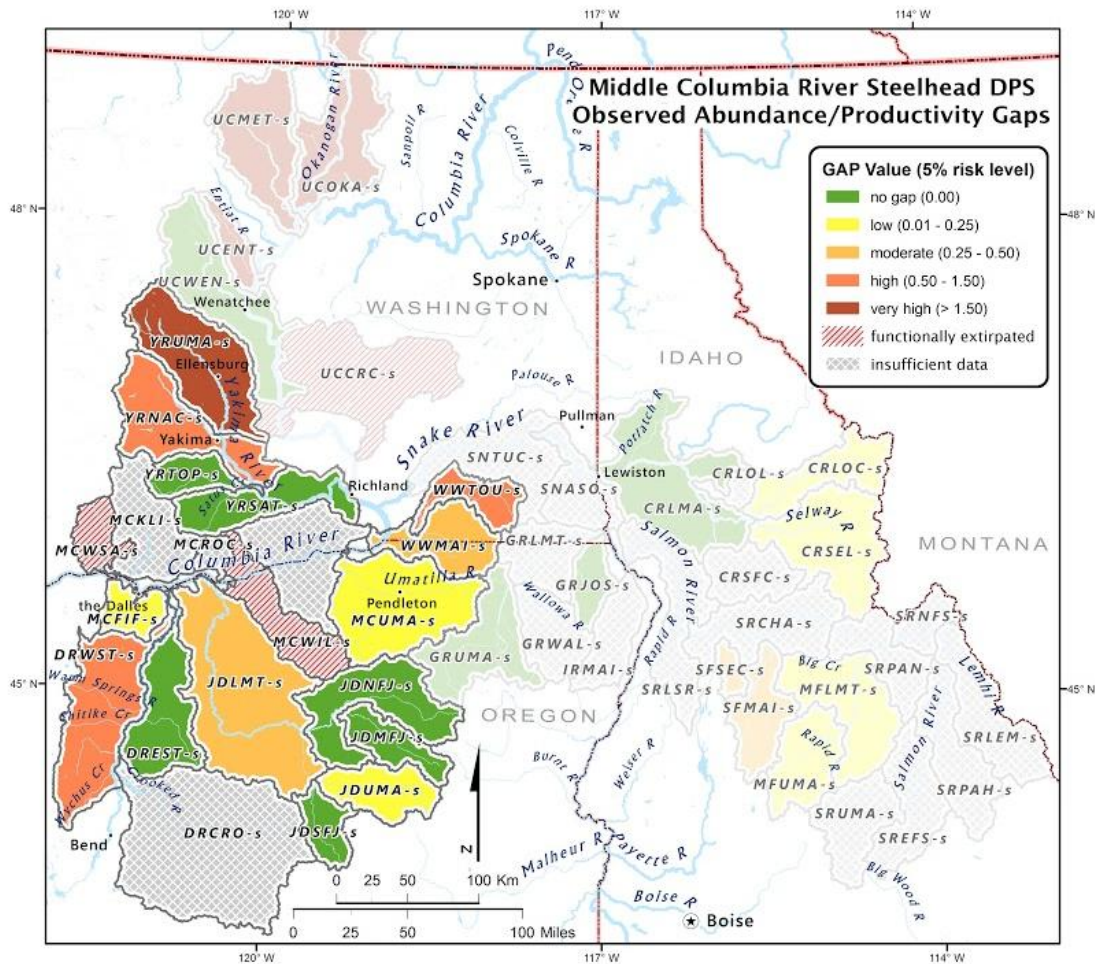 120° W
117° W
114° W
Middle Columbia River Steelhead DPS
Observed Abundance/Productivity Gaps
GAP Value (5% risk level)
no gap (0.00)
low (0.01 - 0.25)
moderate (0.25 - 0.50)
high (0.50 - 1.50)
very high (> 1.50)
functionally extirpated
insufficient data
Pend Oreille R
UCMET-s
Okanogan River
Sanpoil R
Columbia River
Colville R
UCOKA-s
48° N
48° N
Entiat R
UCENT-s
Spokane R
UCWEN-s
Spokane
Wenatchee
WASHINGTON
YRUMA-s
Ellensburg
IDAHO
UCCRC-s
Yakima River
Palouse R
YRNAC-s
Pullman
Potlatch R
Yakima
Snake River
SNTUC-s
CRLOL-s
CRLOC-s
YRTOP-s
Richland
WWTOU-s
Lewiston
SNASO-s
YRSAT-s
CRLMA-s
Selway R
MCKLI-s
MCROC-s
WWMAI-s
GRLMT-s
Salmon River
CRSEL-s
MONTANA
MCWSA-s
Columbia River
Umatilla R
GRJOS-s
CRSFC-s
Pendleton
Wallowa R
the Dalles
MCFIF-s
MCUMA-s
SRCHA-s
SRNFS-s
DRWST-s
MCWIL-s
GRUMA-s
GRWAL-s
Rapid R
Big Cr
Lemhi R
Warm Springs R
JDLMT-s
JDNFJ-s
IRMAI-s
SFSEC-s
SRPAN-s
45° N
45° N
SRLSR-s
MFLMT-s
Shitike Cr
OREGON
SFMAI-s
Salmon River
JDMFJ-s
Rapid R
SRLEM-s
DREST-s
Burnt R
Weiser R
Crooked R
JDUMA-s
MFUMA-s
SRPAH-s
Whychus Cr
SRUMA-s
DRCRO-s
JDSFJ-s
SREFS-s
Bend
N
Malheur R
Payette R
Big Wood R
0 25 50 100 Km
Boise R
0 50 100 Miles
Boise
120° W
117° W
114° W